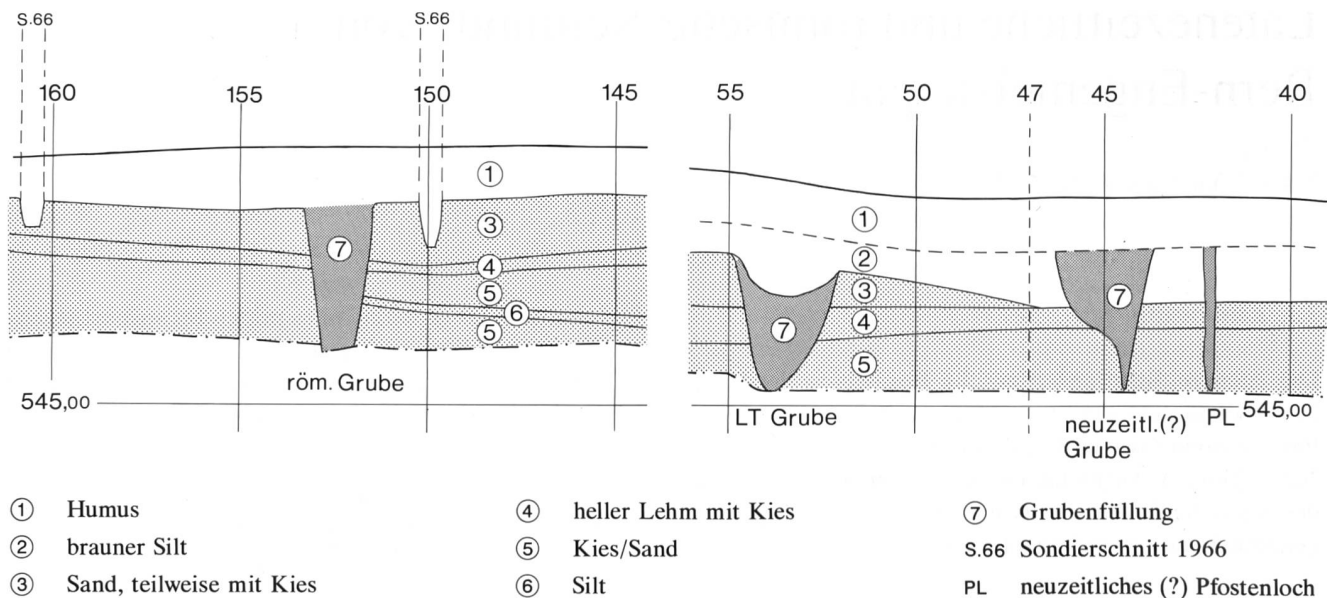 S.66 S.66
160 155 150 145 55 50 47 45 40
①
③
⑦
④
⑤
⑥
⑤
röm. Grube
545,00
①
②
③
④
⑤
⑦
⑦
LT Grube
neuzeitl.(?)
Grube
PL
545,00
① Humus
② brauner Silt
③ Sand, teilweise mit Kies
④ heller Lehm mit Kies
⑤ Kies/Sand
⑥ Silt
⑦ Grubenfüllung
S.66 Sondierschnitt 1966
PL neuzeitliches (?) Pfostenloch